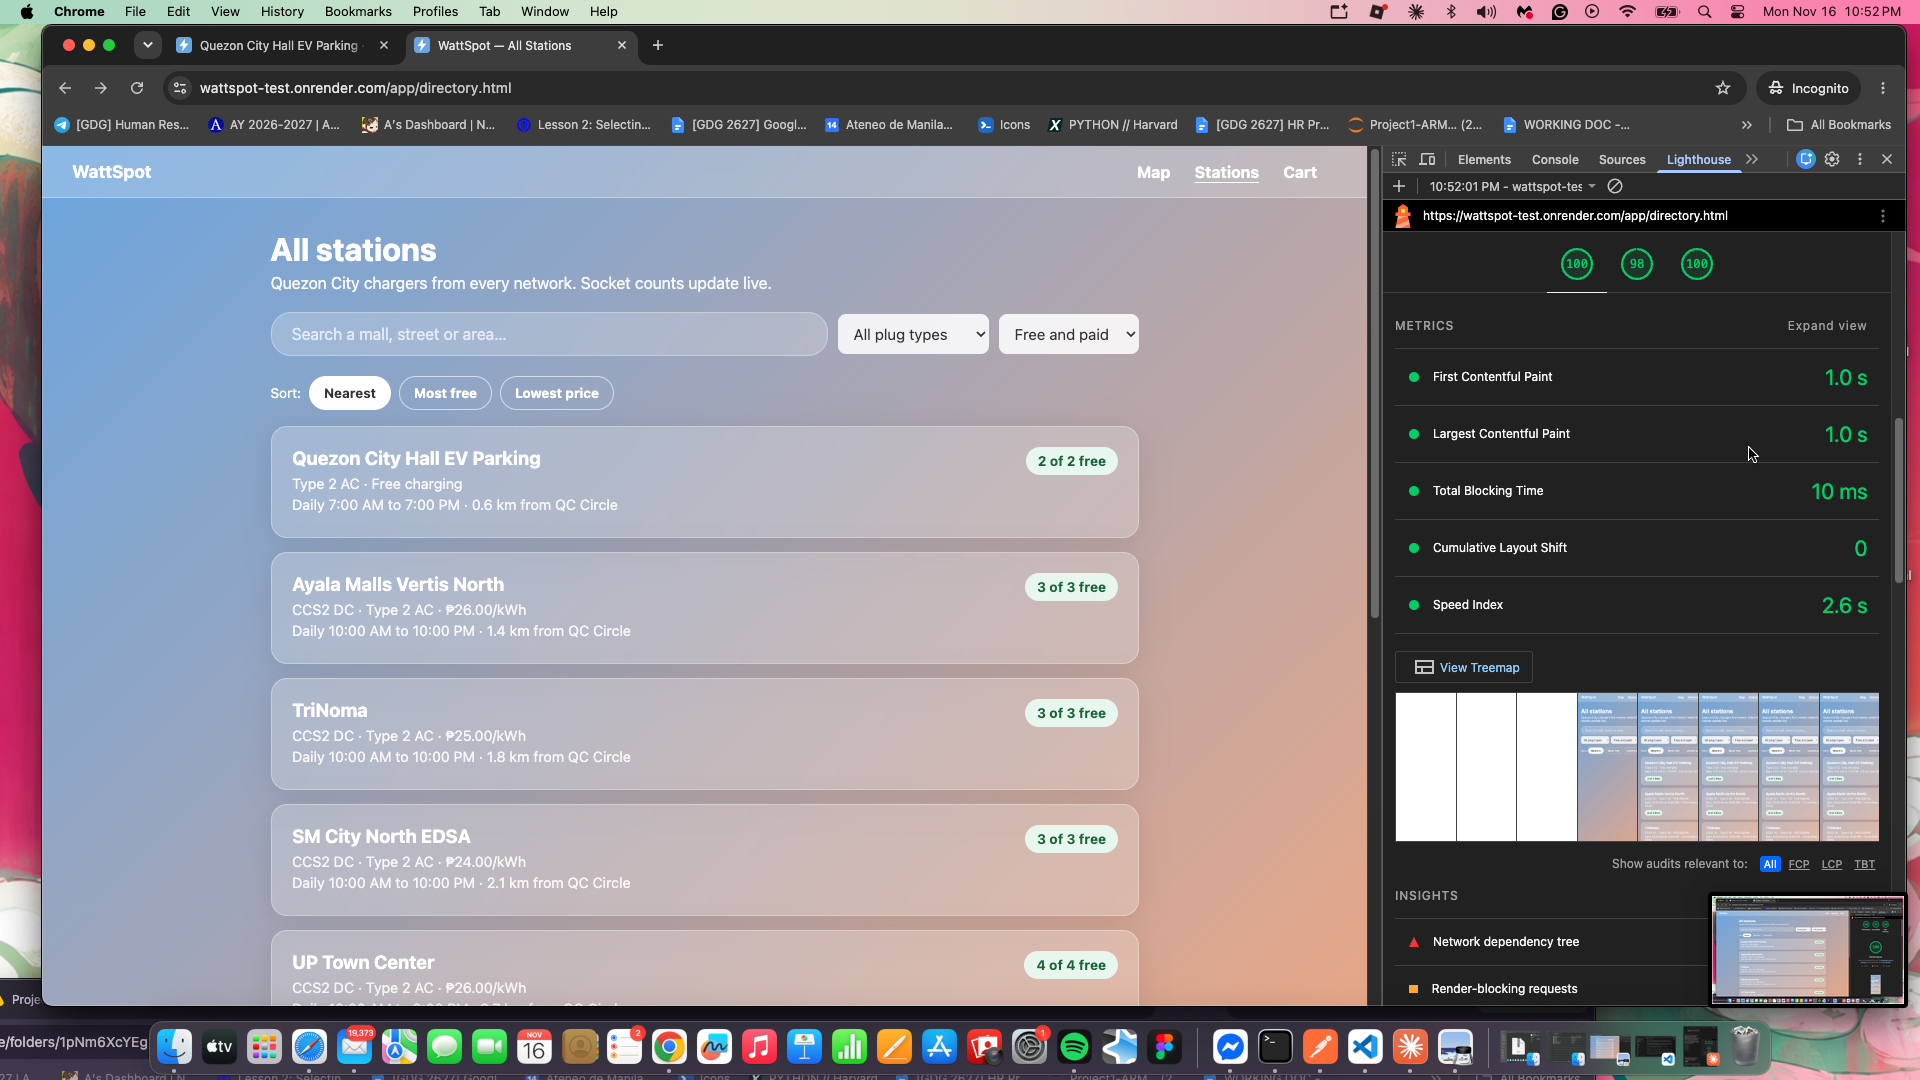 Chrome File Edit View History Bookmarks Profiles Tab Window Help Mon Nov 16 10:52 PM
Quezon City Hall EV Parking
WattSpot — All Stations
wattspot-test.onrender.com/app/directory.html
Incognito
[GDG] Human Res...
AY 2026-2027 | A...
A's Dashboard | N...
Lesson 2: Selectin...
[GDG 2627] Googl...
Ateneo de Manila...
Icons
PYTHON // Harvard
[GDG 2627] HR Pr...
Project1-ARM... (2...
WORKING DOC -...
All Bookmarks
WattSpot
Map Stations Cart
All stations
Quezon City chargers from every network. Socket counts update live.
Search a mall, street or area...
All plug types
Free and paid
Sort: Nearest Most free Lowest price
Quezon City Hall EV Parking
2 of 2 free
Type 2 AC · Free charging
Daily 7:00 AM to 7:00 PM · 0.6 km from QC Circle
Ayala Malls Vertis North
3 of 3 free
CCS2 DC · Type 2 AC · ₱26.00/kWh
Daily 10:00 AM to 10:00 PM · 1.4 km from QC Circle
TriNoma
3 of 3 free
CCS2 DC · Type 2 AC · ₱25.00/kWh
Daily 10:00 AM to 10:00 PM · 1.8 km from QC Circle
SM City North EDSA
3 of 3 free
CCS2 DC · Type 2 AC · ₱24.00/kWh
Daily 10:00 AM to 10:00 PM · 2.1 km from QC Circle
UP Town Center
4 of 4 free
CCS2 DC · Type 2 AC · ₱26.00/kWh
Elements Console Sources Lighthouse
10:52:01 PM - wattspot-tes
https://wattspot-test.onrender.com/app/directory.html
100 98 100
METRICS
Expand view
First Contentful Paint
1.0 s
Largest Contentful Paint
1.0 s
Total Blocking Time
10 ms
Cumulative Layout Shift
0
Speed Index
2.6 s
View Treemap
Show audits relevant to: All FCP LCP TBT
INSIGHTS
Network dependency tree
Render-blocking requests
Proje
e/folders/1pNm6XcYEg
tv
19,373
NOV
16
2
1